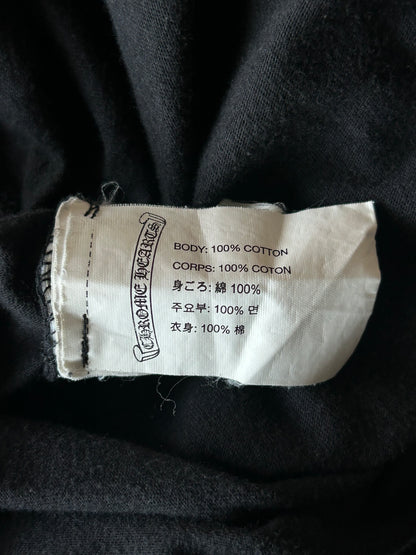 CHROME HEARTS
BODY: 100% COTTON
CORPS: 100% COTON
身ごろ: 綿 100%
주요부: 100% 면
衣身: 100% 棉